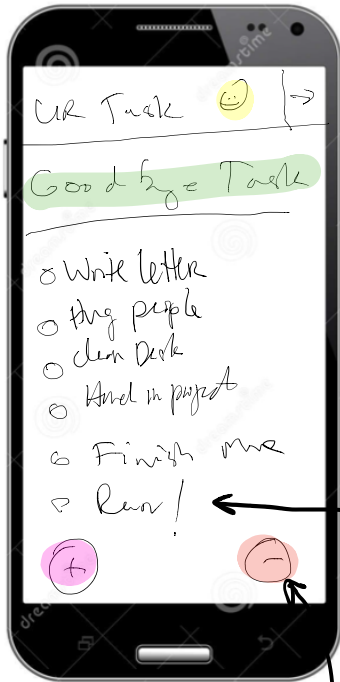 UR Task
Goodbye Task
Write letter
Hug people
clean Desk
Hand in project
Finish
Run!
+
-